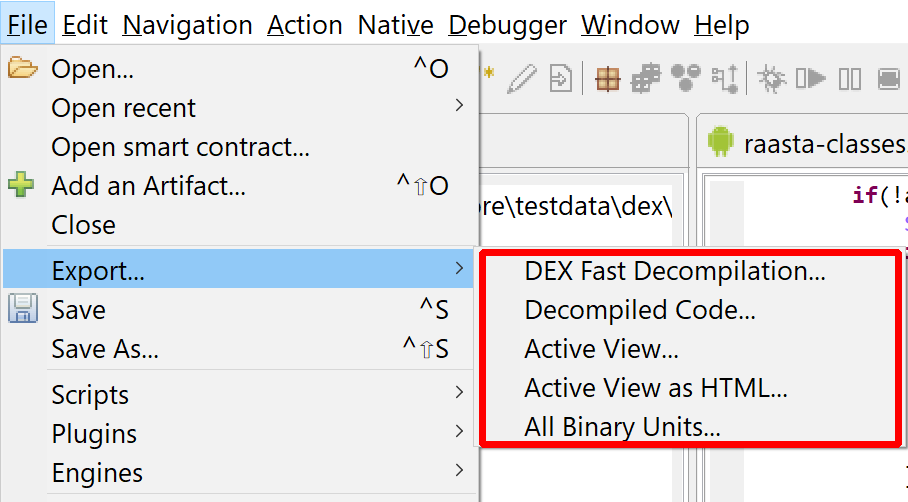 File Edit Navigation Action Native Debugger Window Help
Open... ^O
Open recent
Open smart contract...
Add an Artifact... ^⇧O
Close
Export...
Save ^S
Save As... ^⇧S
Scripts
Plugins
Engines
raasta-classes
re\testdata\dex\
if(!a
DEX Fast Decompilation...
Decompiled Code...
Active View...
Active View as HTML...
All Binary Units...